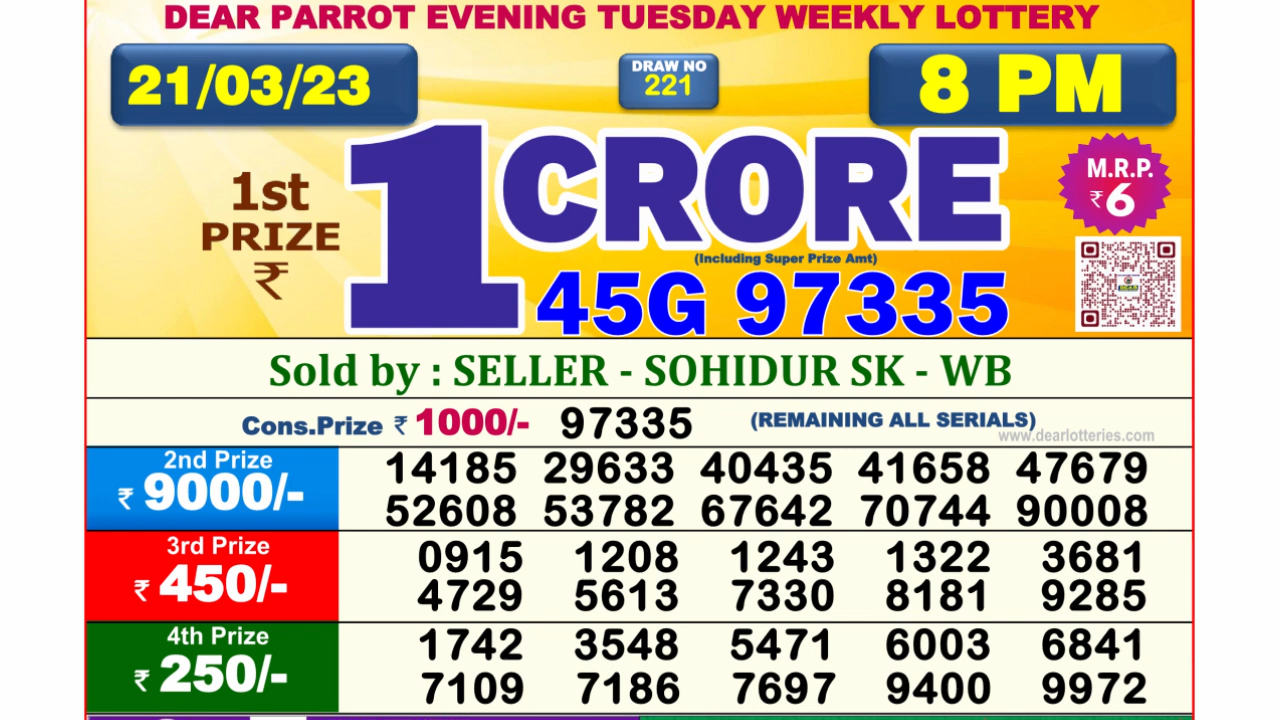 DEAR PARROT EVENING TUESDAY WEEKLY LOTTERY
21/03/23
DRAW NO
221
8 PM
1st
PRIZE
₹
1 CRORE
(Including Super Prize Amt)
M.R.P.
₹ 6
45G 97335
Sold by : SELLER - SOHIDUR SK - WB
Cons.Prize ₹ 1000/- 97335 (REMAINING ALL SERIALS)
www.dearlotteries.com
2nd Prize
₹ 9000/-
14185 29633 40435 41658 47679
52608 53782 67642 70744 90008
3rd Prize
₹ 450/-
0915 1208 1243 1322 3681
4729 5613 7330 8181 9285
4th Prize
₹ 250/-
1742 3548 5471 6003 6841
7109 7186 7697 9400 9972